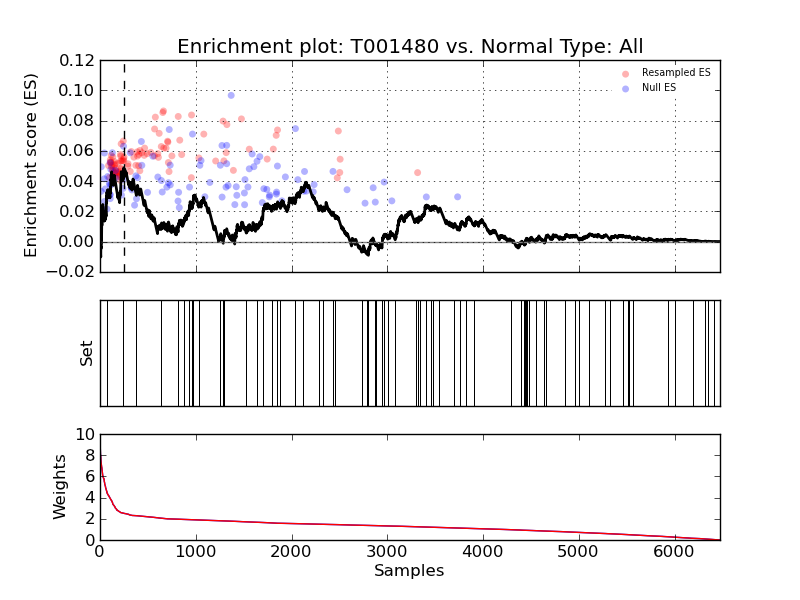 Enrichment plot: T001480 vs. Normal Type: All
Enrichment score (ES)
0.12
0.10
0.08
0.06
0.04
0.02
0.00
−0.02
Resampled ES
Null ES
Set
Weights
10
8
6
4
2
0
0 1000 2000 3000 4000 5000 6000
Samples